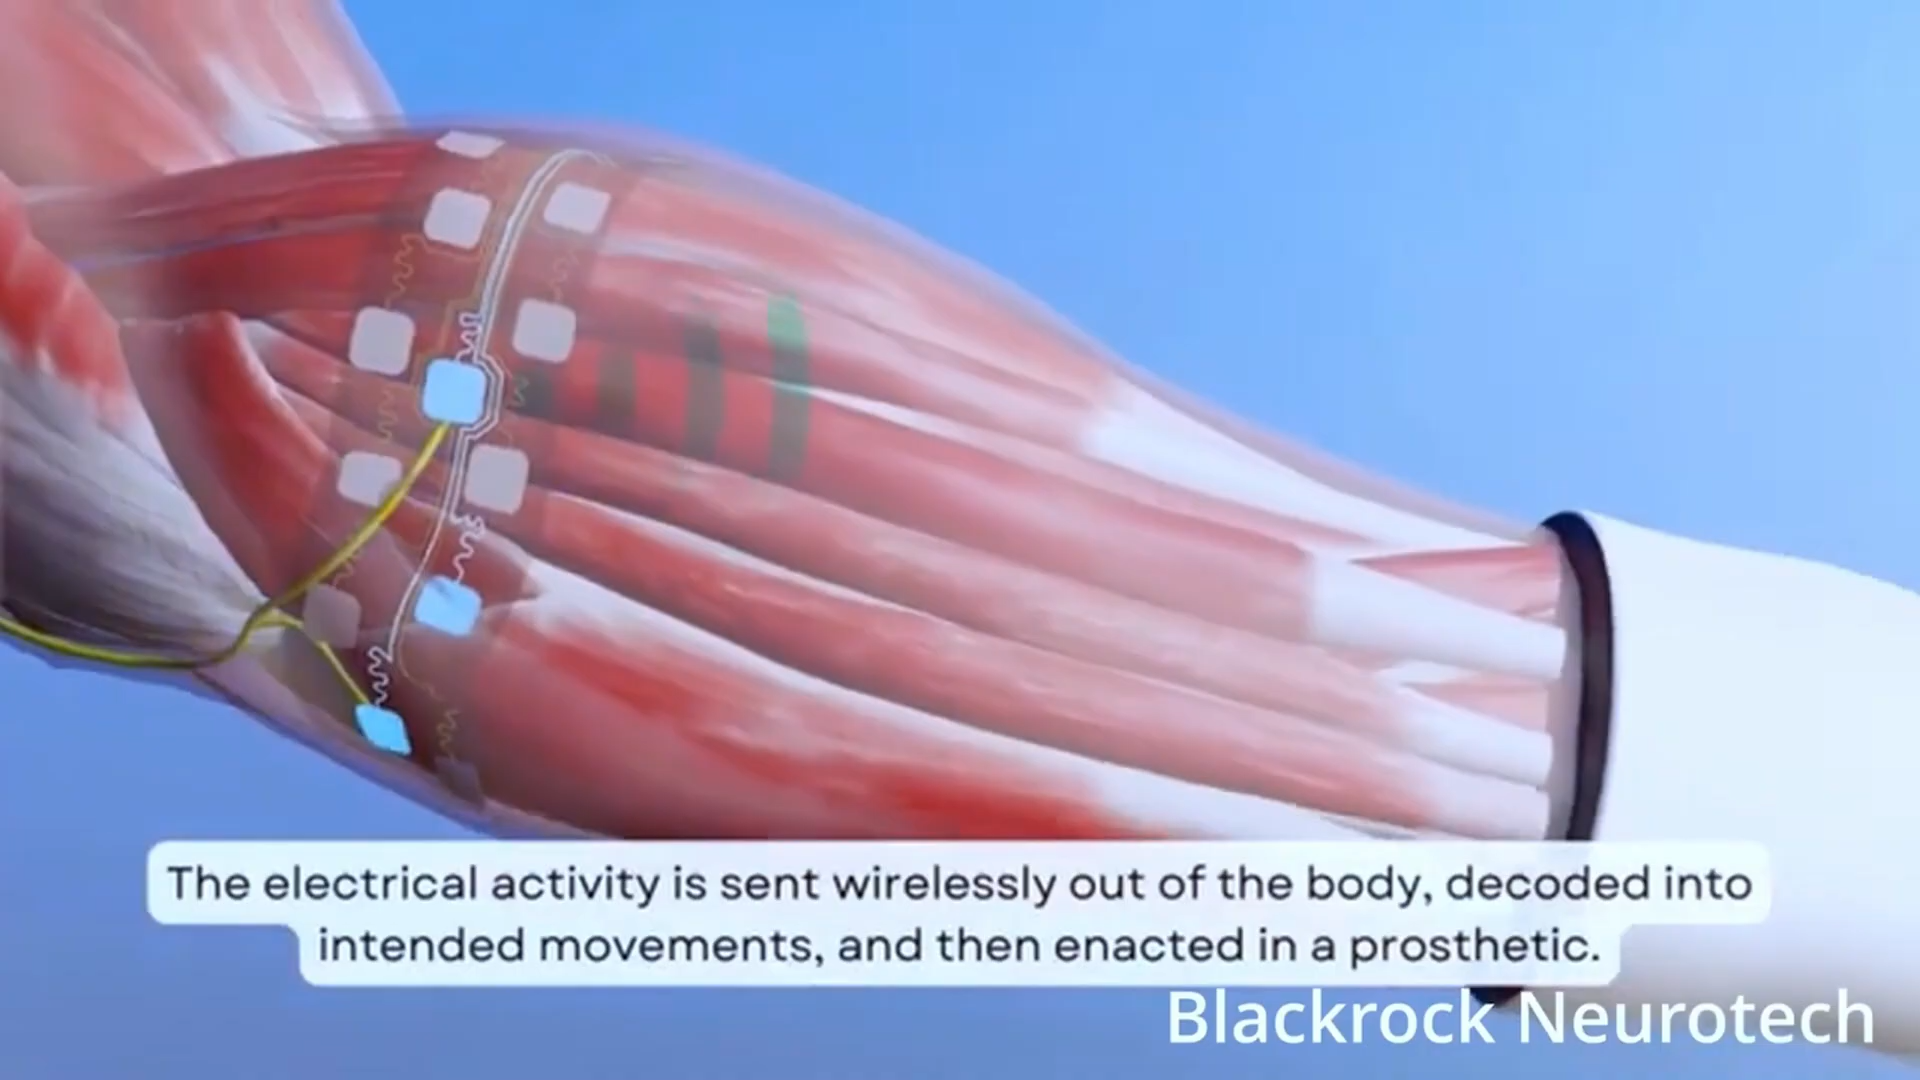 The electrical activity is sent wirelessly out of the body, decoded into
intended movements, and then enacted in a prosthetic.
Blackrock Neurotech